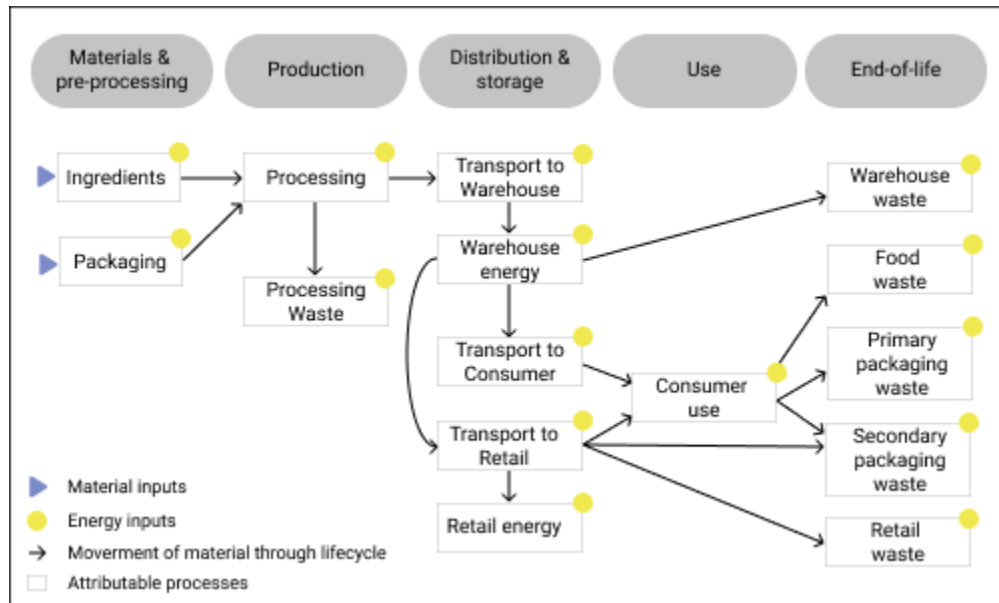 Materials &
pre-processing
Production
Distribution &
storage
Use
End-of-life
Ingredients
Processing
Transport to
Warehouse
Warehouse
waste
Packaging
Warehouse
energy
Food
waste
Processing
Waste
Transport to
Consumer
Primary
packaging
waste
Consumer
use
Transport to
Retail
Secondary
packaging
waste
Retail energy
Retail
waste
Material inputs
Energy inputs
Moverment of material through lifecycle
Attributable processes